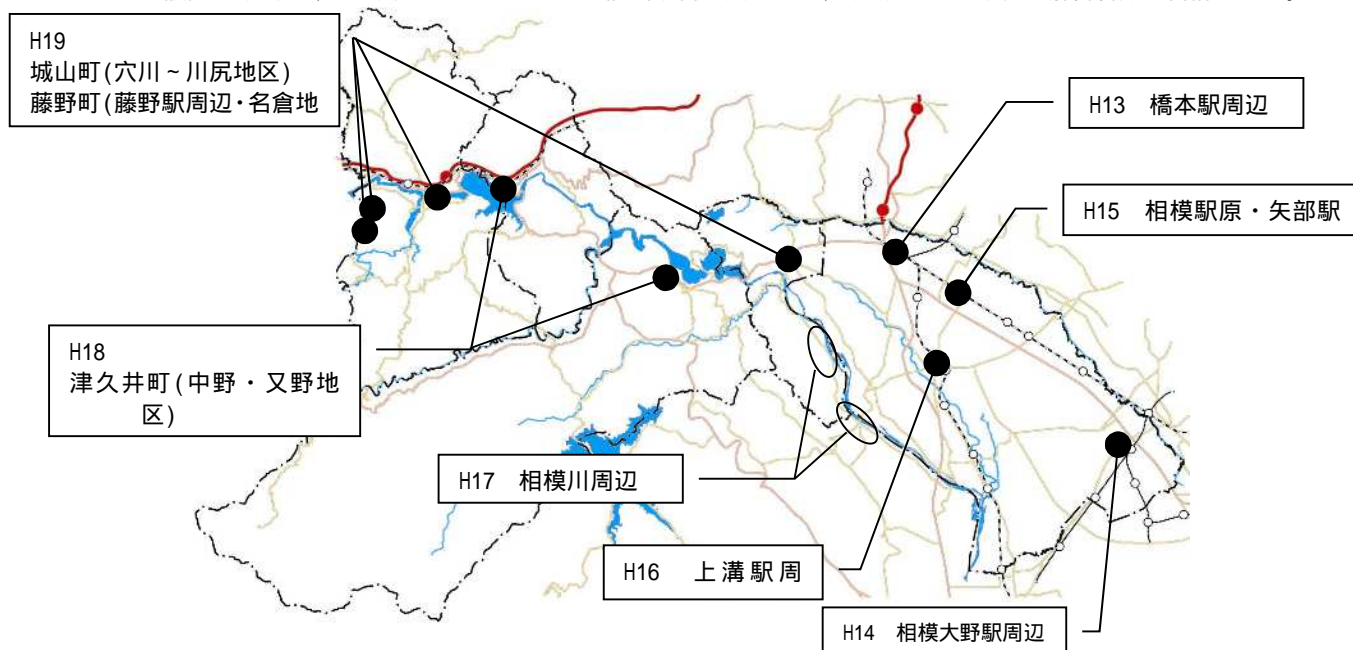 H19
城山町(穴川～川尻地区)
藤野町(藤野駅周辺・名倉地
H13 橋本駅周辺
H15 相模駅原・矢部駅
H18
津久井町(中野・又野地
区)
H17 相模川周辺
H16 上溝駅周
H14 相模大野駅周辺